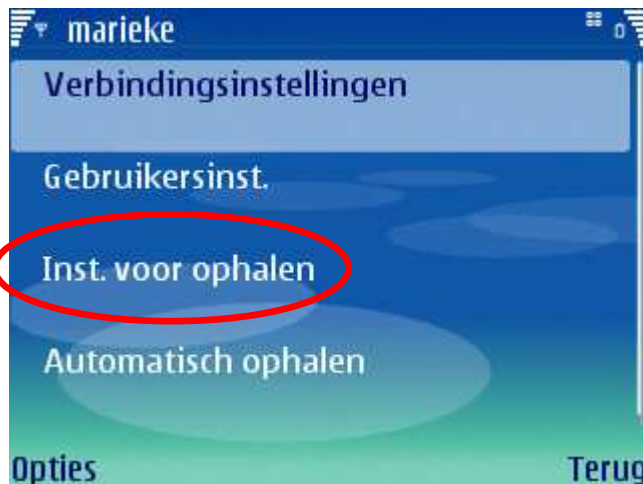 marieke
Verbindingsinstellingen
Gebruikersinst.
Inst. voor ophalen
Automatisch ophalen
Opties Terug